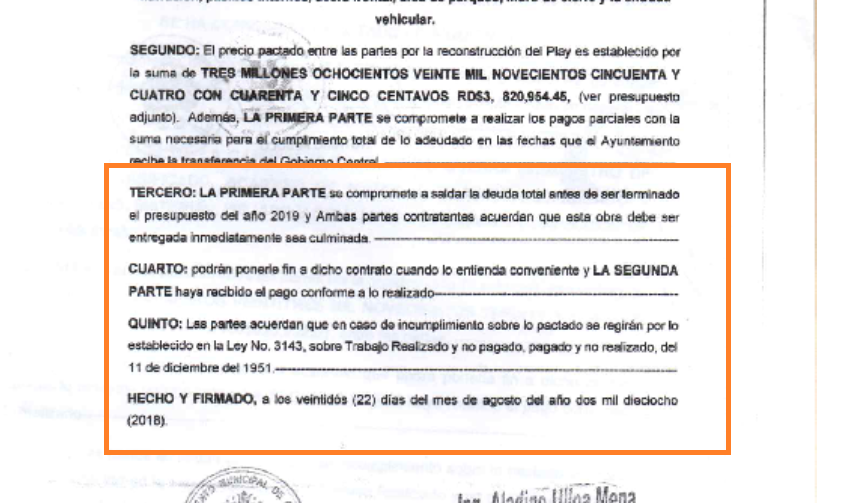 vehicular.
SEGUNDO: El precio pactado entre las partes por la reconstrucción del Play es establecido por
la suma de TRES MILLONES OCHOCIENTOS VEINTE MIL NOVECIENTOS CINCUENTA Y
CUATRO CON CUARENTA Y CINCO CENTAVOS RD$3, 820,954.45, (ver presupuesto
adjunto). Además, LA PRIMERA PARTE se compromete a realizar los pagos parciales con la
suma necesaria para el cumplimiento total de lo adeudado en las fechas que el Ayuntamiento
recibe la transferencia del Gobierno Central.
TERCERO: LA PRIMERA PARTE se compromete a saldar la deuda total antes de ser terminado
el presupuesto del año 2019 y Ambas partes contratantes acuerdan que esta obra debe ser
entregada inmediatamente sea culminada.
CUARTO: podrán ponerle fin a dicho contrato cuando lo entienda conveniente y LA SEGUNDA
PARTE haya recibido el pago conforme a lo realizado
QUINTO: Las partes acuerdan que en caso de incumplimiento sobre lo pactado se regirán por lo
establecido en la Ley No. 3143, sobre Trabajo Realizado y no pagado, pagado y no realizado, del
11 de diciembre del 1951.
HECHO Y FIRMADO, a los veintidós (22) días del mes de agosto del año dos mil dieciocho
(2018).
MUNICIPAL DE
Ing. Aladino Ulloa Mena